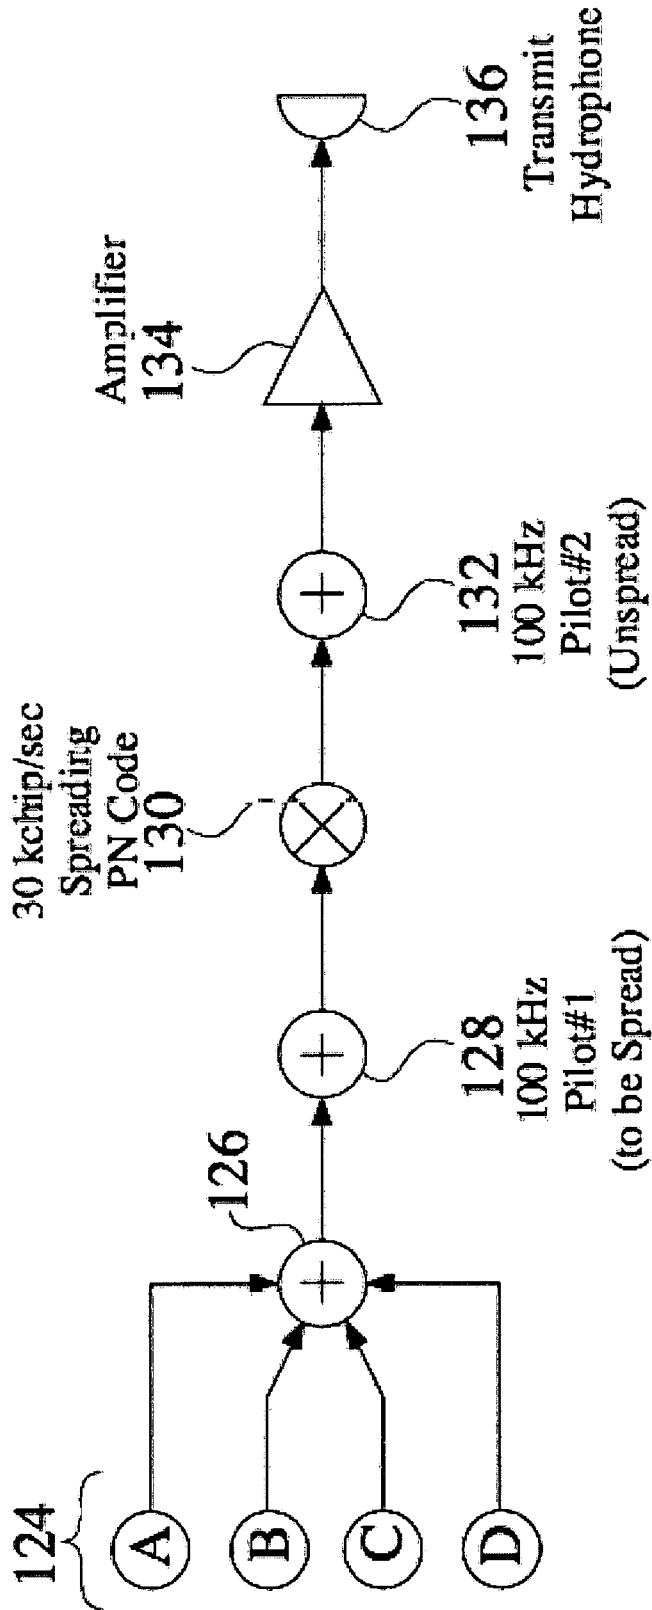 124
A
B
C
D
126
128
100 kHz
Pilot#1
(to be Spread)
30 kchip/sec
Spreading
PN Code
130
132
100 kHz
Pilot#2
(Unspread)
Amplifier
134
136
Transmit
Hydrophone